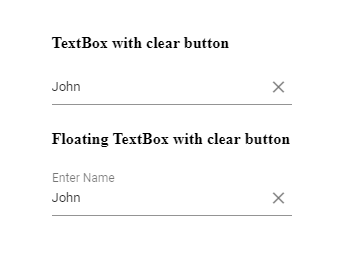 TextBox with clear button
John
Floating TextBox with clear button
Enter Name
John